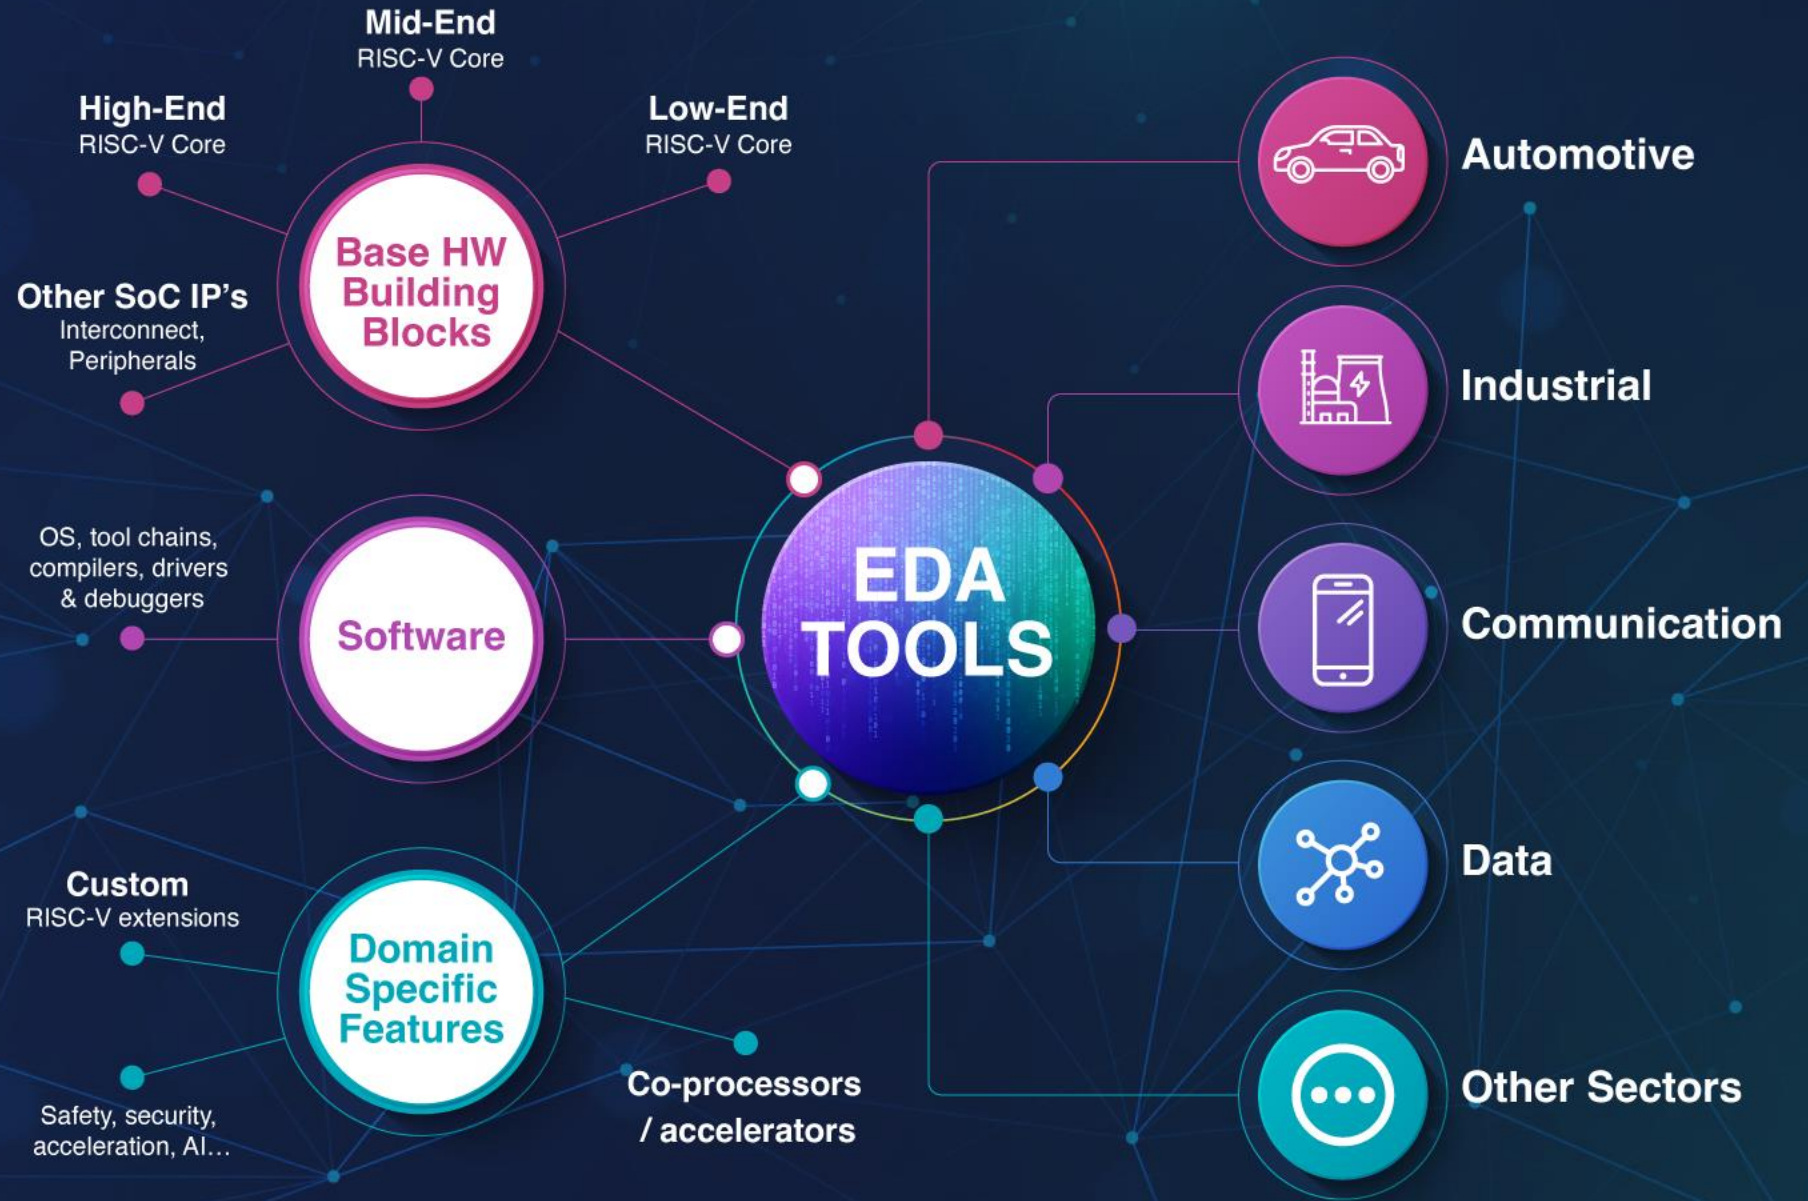 Mid-End
RISC-V Core
High-End
RISC-V Core
Low-End
RISC-V Core
Base HW
Building
Blocks
Other SoC IP’s
Interconnect,
Peripherals
OS, tool chains,
compilers, drivers
& debuggers
Software
Custom
RISC-V extensions
Domain
Specific
Features
Safety, security,
acceleration, AI...
Co-processors
/ accelerators
EDA
TOOLS
Automotive
Industrial
Communication
Data
Other Sectors